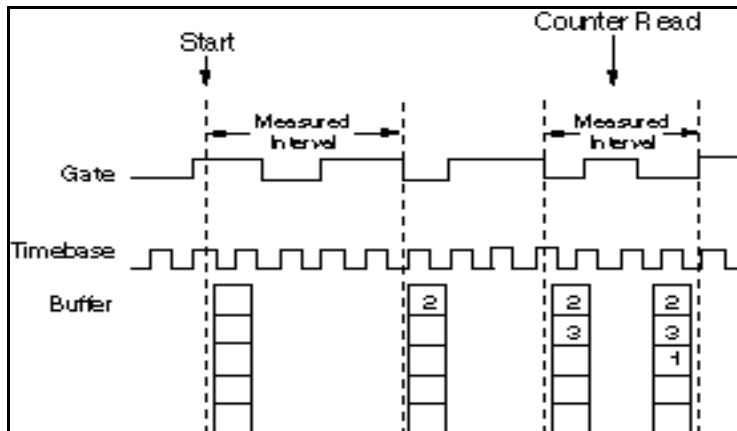 Start
Counter Read
Measured
Interval
Measured
Interval
Gate
Timebase
Buffer
2
2
2
3
3
1